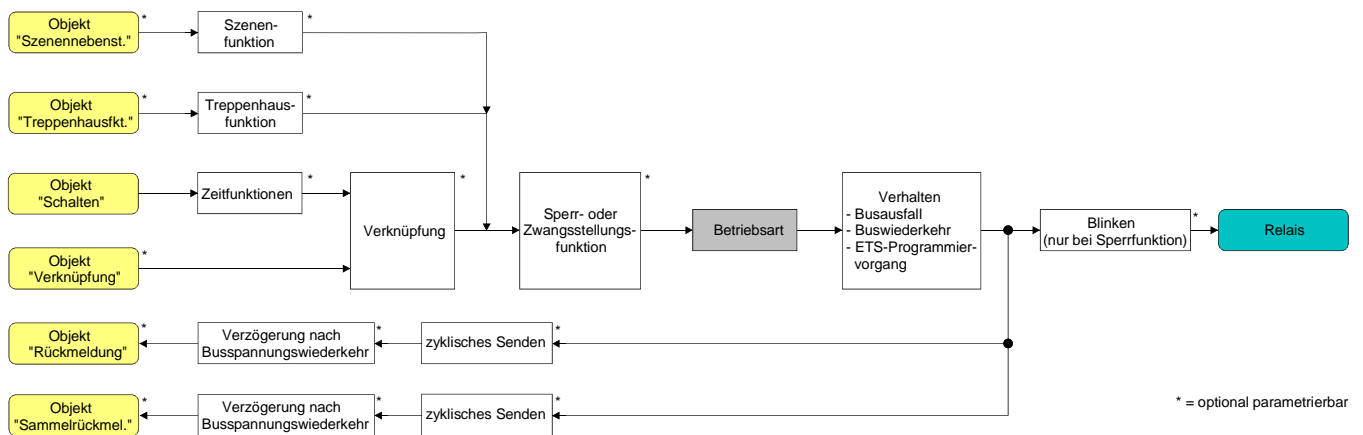 Objekt
"Szenennebenst."
*
Szenen-
funktion
*
Objekt
"Treppenhausfkt."
*
Treppenhaus-
funktion
*
Objekt
"Schalten"
Zeitfunktionen
*
Verknüpfung
*
Sperr- oder
Zwangsstellungs-
funktion
*
Betriebsart
Verhalten
- Busausfall
- Buswiederkehr
- ETS-Programmier-
vorgang
Blinken
(nur bei Sperrfunktion)
*
Relais
Objekt
"Verknüpfung"
*
Objekt
"Rückmeldung"
*
Verzögerung nach
Busspannungswiederkehr
*
zyklisches Senden
*
Objekt
"Sammelrückmel."
*
Verzögerung nach
Busspannungswiederkehr
*
zyklisches Senden
*
* = optional parametrierbar